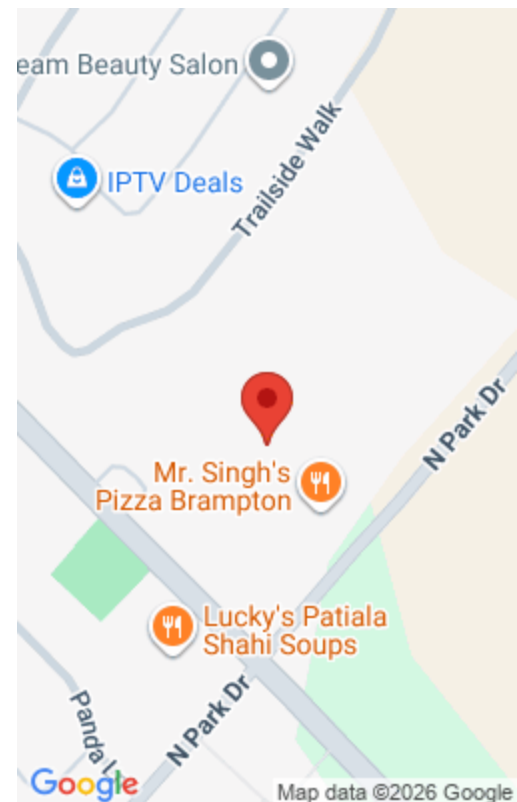 eam Beauty Salon
IPTV Deals
Trailside Walk
N Park Dr
Mr. Singh's
Pizza Brampton
Lucky's Patiala
Shahi Soups
N Park Dr
Panda L
Google
Map data ©2026 Google